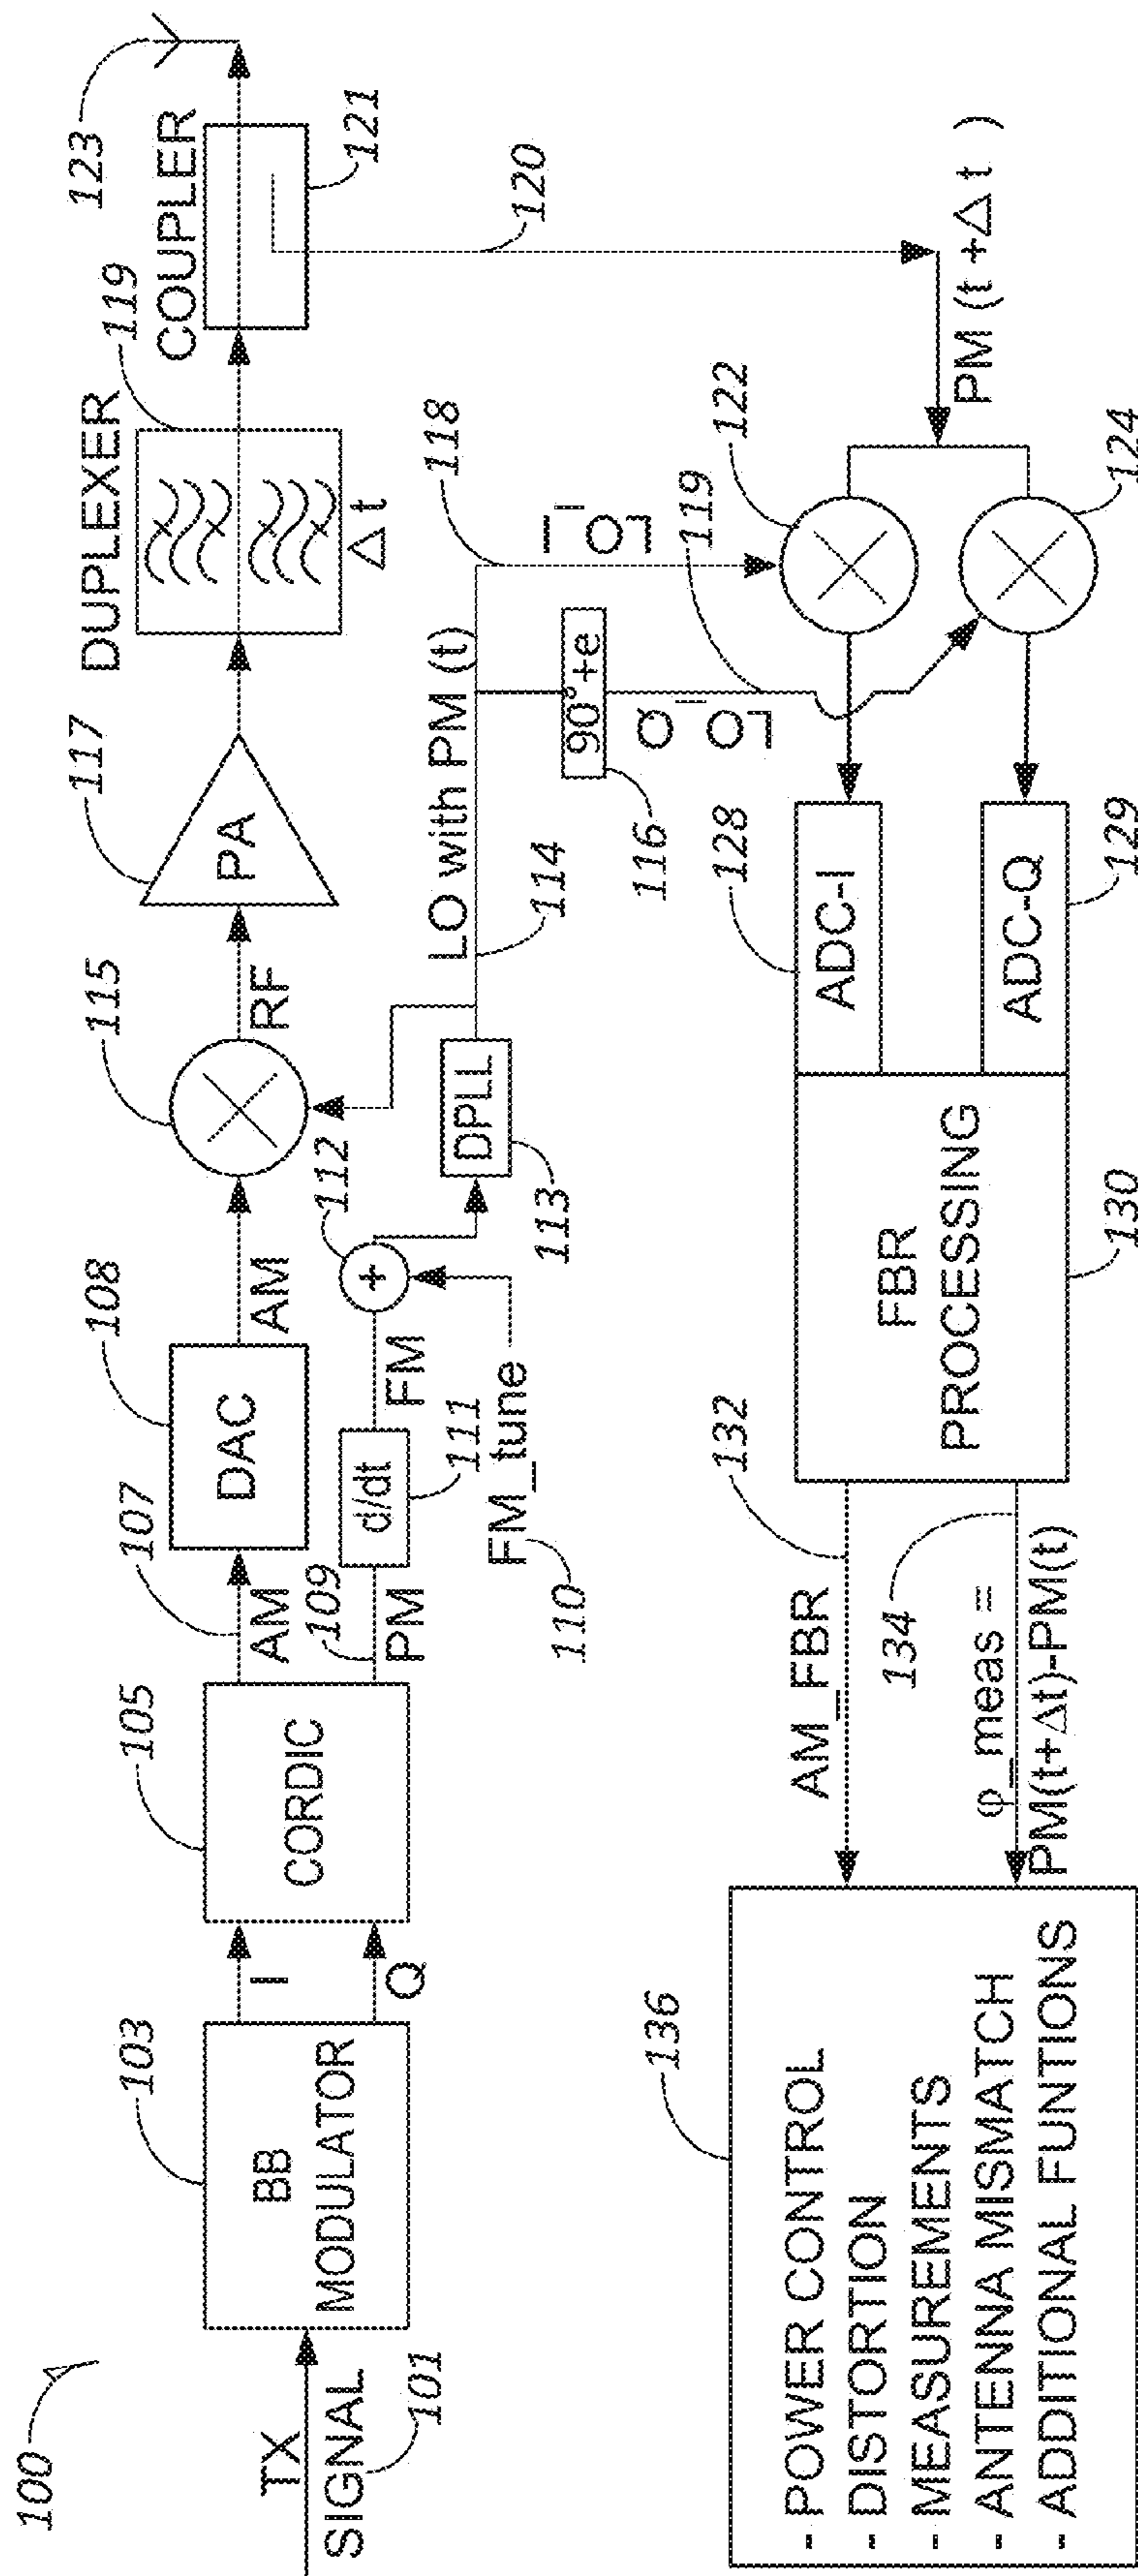 100
TX
SIGNAL
101
BB
MODULATOR
103
I
Q
CORDIC
105
AM
107
PM
109
DAC
108
AM
d/dt
111
FM
FM_tune
110
+
112
DPLL
113
115
RF
PA
117
DUPLEXER
119
Δt
COUPLER
121
123
120
LO with PM (t)
114
90°+e
116
LO_I
118
LO_Q
119
PM (t +Δt )
122
124
ADC-I
128
ADC-Q
129
FBR
PROCESSING
130
AM_FBR
132
φ_meas =
PM(t+Δt)-PM(t)
134
136
- POWER CONTROL
- DISTORTION
- MEASUREMENTS
- ANTENNA MISMATCH
- ADDITIONAL FUNTIONS